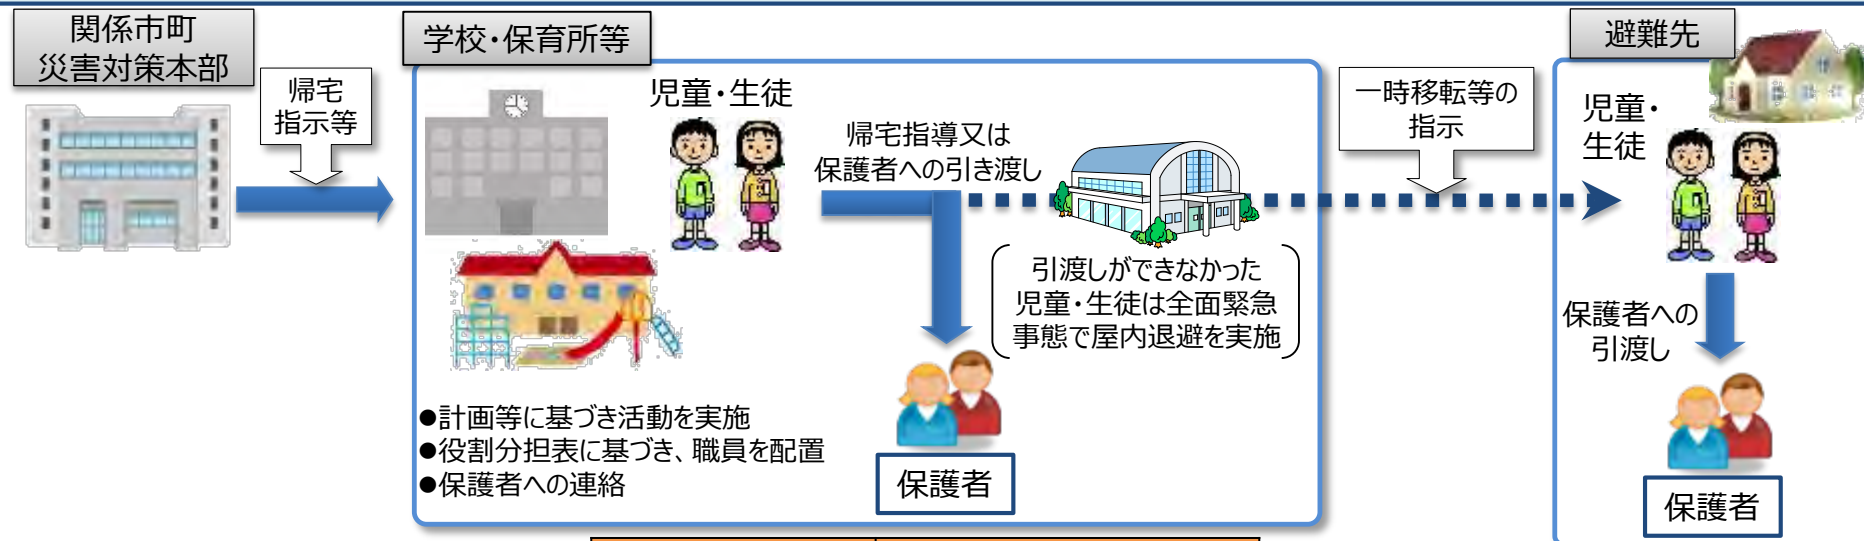 関係市町
災害対策本部
帰宅
指示等
学校・保育所等
児童・生徒
帰宅指導又は
保護者への引き渡し
引渡しができなかった
児童・生徒は全面緊急
事態で屋内退避を実施
●計画等に基づき活動を実施
●役割分担表に基づき、職員を配置
●保護者への連絡
保護者
一時移転等の
指示
避難先
児童・
生徒
保護者への
引渡し
保護者